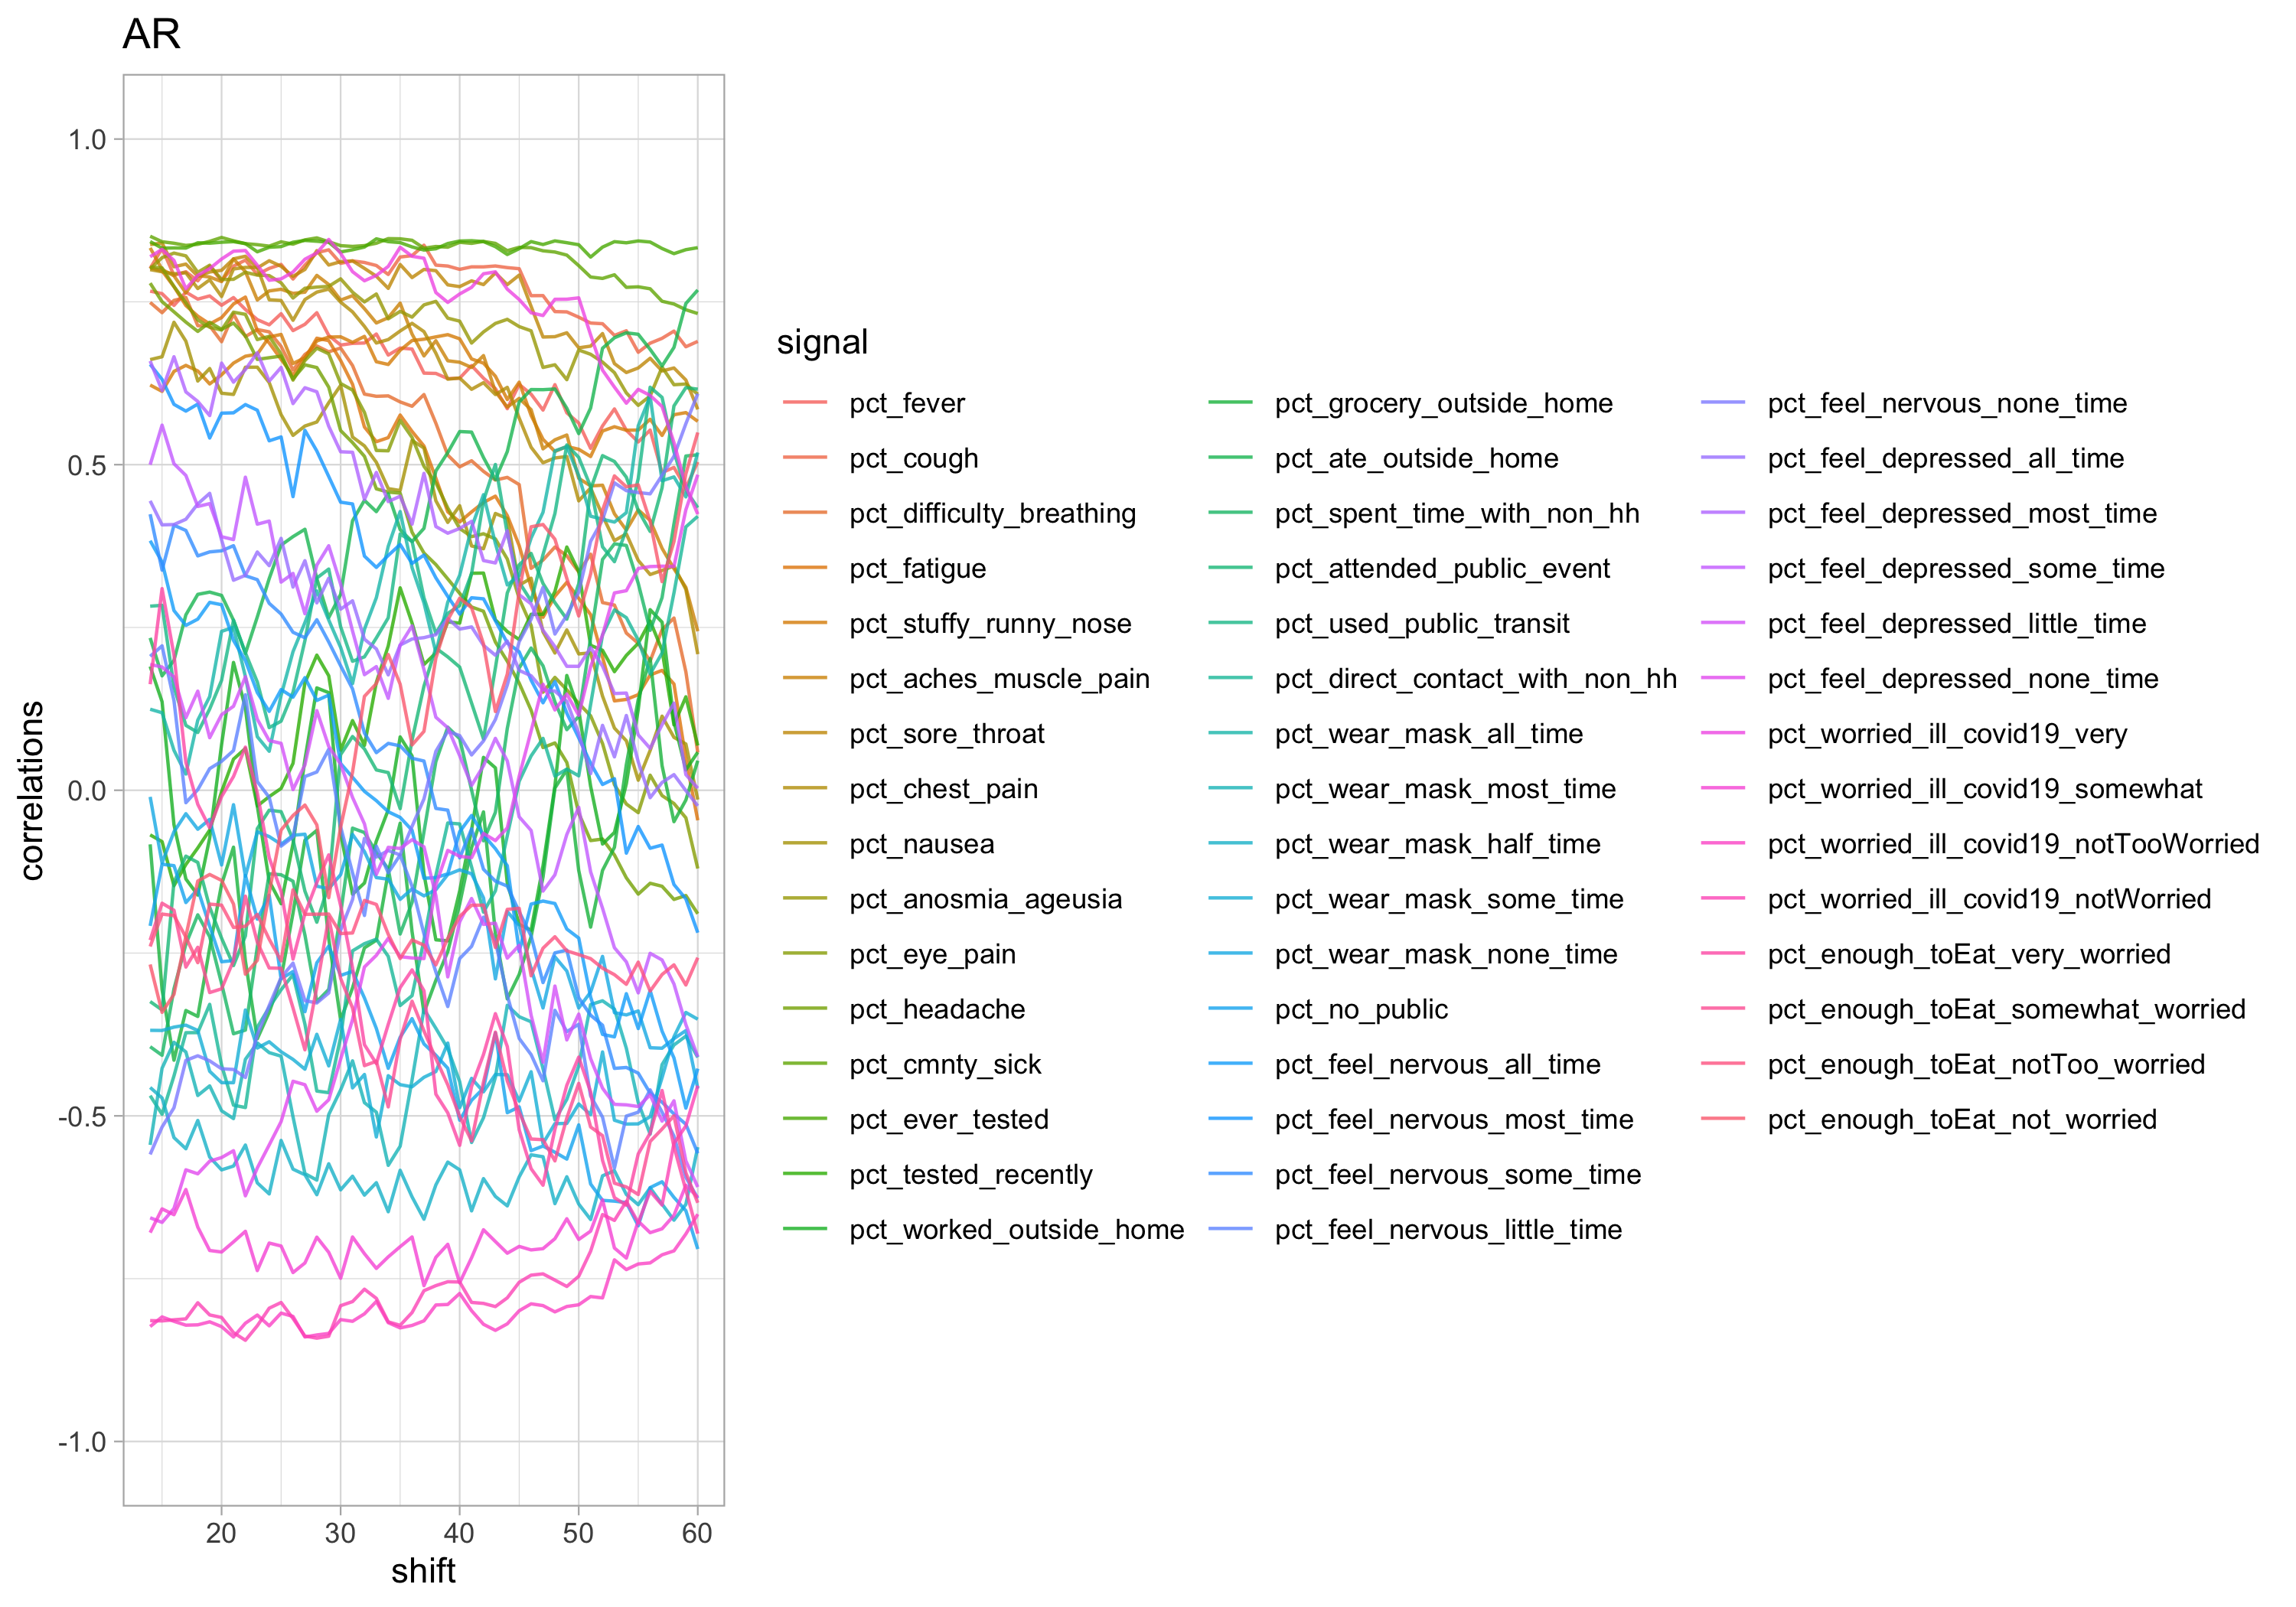 AR
1.0
0.5
0.0
-0.5
-1.0
correlations
20 30 40 50 60
shift
signal
pct_fever
pct_cough
pct_difficulty_breathing
pct_fatigue
pct_stuffy_runny_nose
pct_aches_muscle_pain
pct_sore_throat
pct_chest_pain
pct_nausea
pct_anosmia_ageusia
pct_eye_pain
pct_headache
pct_cmnty_sick
pct_ever_tested
pct_tested_recently
pct_worked_outside_home
pct_grocery_outside_home
pct_ate_outside_home
pct_spent_time_with_non_hh
pct_attended_public_event
pct_used_public_transit
pct_direct_contact_with_non_hh
pct_wear_mask_all_time
pct_wear_mask_most_time
pct_wear_mask_half_time
pct_wear_mask_some_time
pct_wear_mask_none_time
pct_no_public
pct_feel_nervous_all_time
pct_feel_nervous_most_time
pct_feel_nervous_some_time
pct_feel_nervous_little_time
pct_feel_nervous_none_time
pct_feel_depressed_all_time
pct_feel_depressed_most_time
pct_feel_depressed_some_time
pct_feel_depressed_little_time
pct_feel_depressed_none_time
pct_worried_ill_covid19_very
pct_worried_ill_covid19_somewhat
pct_worried_ill_covid19_notTooWorried
pct_worried_ill_covid19_notWorried
pct_enough_toEat_very_worried
pct_enough_toEat_somewhat_worried
pct_enough_toEat_notToo_worried
pct_enough_toEat_not_worried